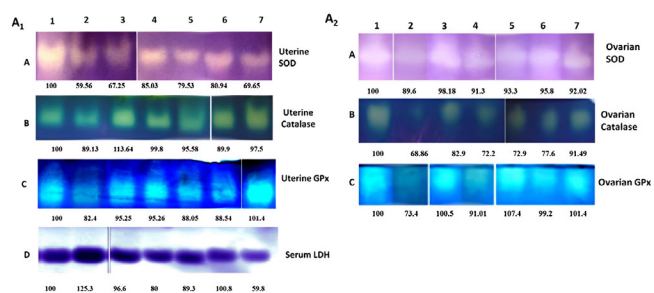 A1
1 2 3 4 5 6 7
A
Uterine
SOD
100 59.56 67.25 85.03 79.53 80.94 69.65
B
Uterine
Catalase
100 89.13 113.64 99.8 95.58 89.9 97.5
C
Uterine GPx
100 82.4 95.25 95.26 88.05 88.54 101.4
D
Serum LDH
100 125.3 96.6 80 89.3 100.8 59.8
A2
1 2 3 4 5 6 7
A
Ovarian
SOD
100 89.6 98.18 91.3 93.3 95.8 92.02
B
Ovarian
Catalase
100 68.86 82.9 72.2 72.9 77.6 91.49
C
Ovarian GPx
100 73.4 100.5 91.01 107.4 99.2 101.4